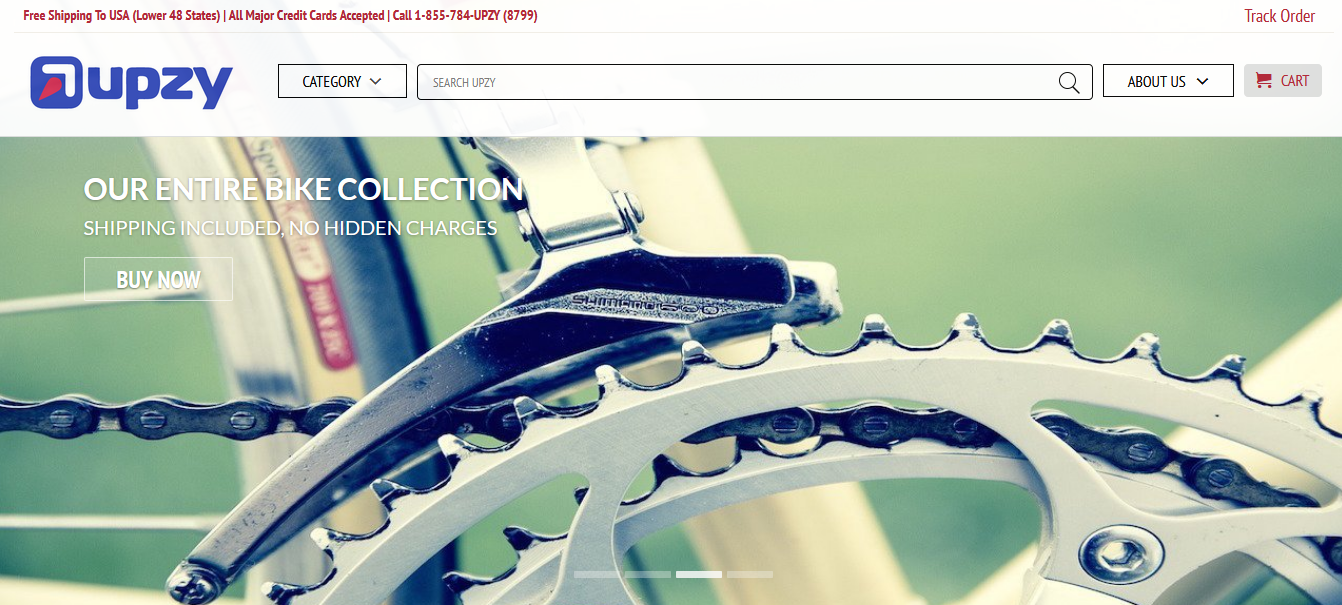 Free Shipping To USA (Lower 48 States) | All Major Credit Cards Accepted | Call 1-855-784-UPZY (8799)
Track Order
upzy
CATEGORY
SEARCH UPZY
ABOUT US
CART
OUR ENTIRE BIKE COLLECTION
SHIPPING INCLUDED, NO HIDDEN CHARGES
BUY NOW
SHIMANO 600
700 X 23C